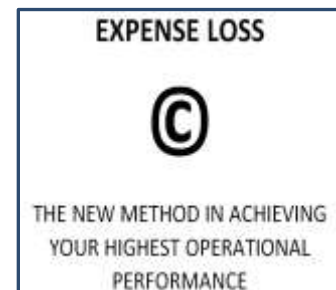 EXPENSE LOSS
©
THE NEW METHOD IN ACHIEVING
YOUR HIGHEST OPERATIONAL
PERFORMANCE